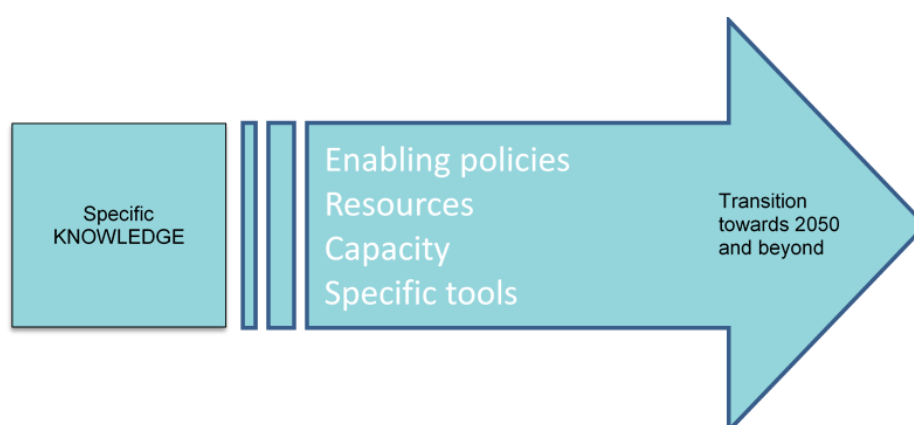 Specific
KNOWLEDGE
Enabling policies
Resources
Capacity
Specific tools
Transition
towards 2050
and beyond